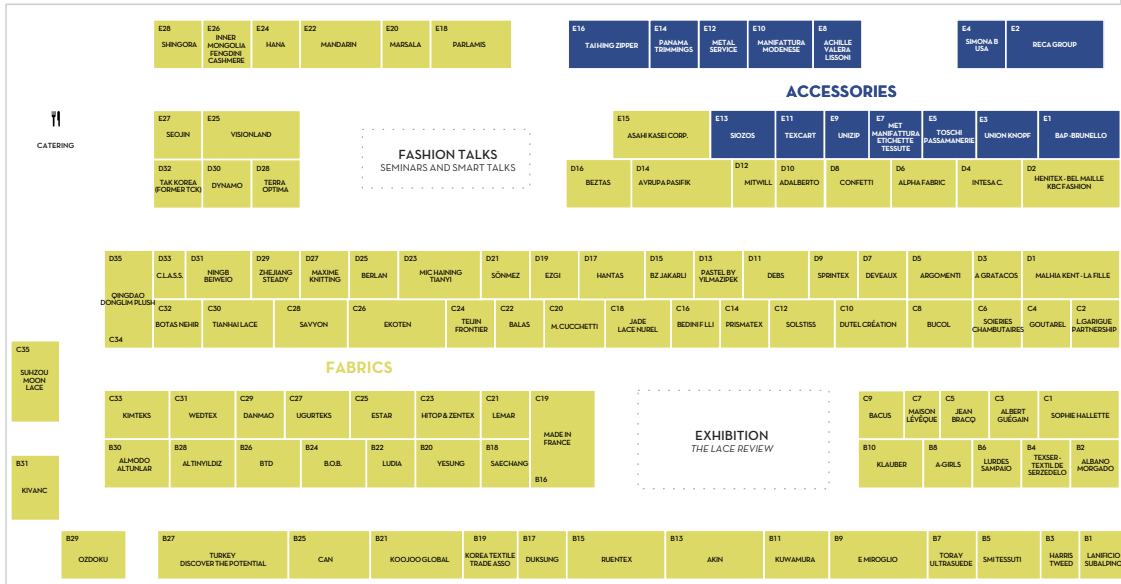 E28
SHINGORA
E26
INNER
MONGOLIA
FENGDINI
CASHMERE
E24
HANA
E22
MANDARIN
E20
MARSALA
E18
PARLAMIS
E16
TAI HING ZIPPER
E14
PANAMA
TRIMMINGS
E12
METAL
SERVICE
E10
MANIFATTURA
MODENESE
E8
ACHILLE
VALERA
LISSONI
E4
SIMONA B
USA
E2
RECA GROUP
ACCESSORIES
CATERING
E27
SEOJIN
E25
VISIONLAND
FASHION TALKS
SEMINARS AND SMART TALKS
E15
ASAHI KASEI CORP.
E13
SIOZOS
E11
TEXCART
E9
UNIZIP
E7
MET
MANIFATTURA
ETICHETTE
TESSUTE
E5
TOSCHI
PASSAMANERIE
E3
UNION KNOPF
E1
BAP -BRUNELLO
D32
TAK KOREA
(FORMER TCK)
D30
DYNAMO
D28
TERRA
OPTIMA
D16
BEZTAS
D14
AVRUPA PASIFIK
D12
MITWILL
D10
ADALBERTO
D8
CONFETTI
D6
ALPHA FABRIC
D4
INTESA C.
D2
HENITEX - BEL MAILLE
KBC FASHION
D35
QINGDAO
DONGLIM PLUSH
C34
D33
C.L.A.S.S.
D31
NINGB
BEIWEIO
D29
ZHEJIANG
STEADY
D27
MAXIME
KNITTING
D25
BERLAN
D23
MIC HAINING
TIANYI
D21
SÖNMEZ
D19
EZGI
D17
HANTAS
D15
BZ JAKARLI
D13
PASTEL BY
YILMAZIPEK
D11
DEBS
D9
SPRINTEX
D7
DEVEAUX
D5
ARGOMENTI
D3
A GRATACOS
D1
MALHIA KENT - LA FILLE
C32
BOTAS NEHIR
C30
TIANHAI LACE
C28
SAVYON
C26
EKOTEN
C24
TEIJIN
FRONTIER
C22
BALAS
C20
M.CUCCHETTI
C18
JADE
LACE NUREL
C16
BEDINI F LLI
C14
PRISMATEX
C12
SOLSTISS
C10
DUTEL CRÉATION
C8
BUCOL
C6
SOIERIES
CHAMBUTAIRES
C4
GOUTAREL
C2
L.GARIGUE
PARTNERSHIP
C35
SUHZOU
MOON
LACE
FABRICS
C33
KIMTEKS
C31
WEDTEX
C29
DANMAO
C27
UGURTEKS
C25
ESTAR
C23
HITOP & ZENTEX
C21
LEMAR
C19
MADE IN
FRANCE
B16
EXHIBITION
THE LACE REVIEW
C9
BACUS
C7
MAISON
LÉVÊQUE
C5
JEAN
BRACQ
C3
ALBERT
GUÉGAIN
C1
SOPHIE HALLETTE
B30
ALMODO
ALTUNLAR
B28
ALTINYILDIZ
B26
BTD
B24
B.O.B.
B22
LUDIA
B20
YESUNG
B18
SAECHANG
B10
KLAUBER
B8
A-GIRLS
B6
LURDES
SAMPAIO
B4
TEXSER -
TEXTIL DE
SERZEDELO
B2
ALBANO
MORGADO
B31
KIVANC
B29
OZDOKU
B27
TURKEY
DISCOVER THE POTENTIAL
B25
CAN
B21
KOOJOO GLOBAL
B19
KOREA TEXTILE
TRADE ASSO
B17
DUKSUNG
B15
RUENTEX
B13
AKIN
B11
KUWAMURA
B9
E MIROGLIO
B7
TORAY
ULTRASUEDE
B5
SMI TESSUTI
B3
HARRIS
TWEED
B1
LANIFICIO
SUBALPINO